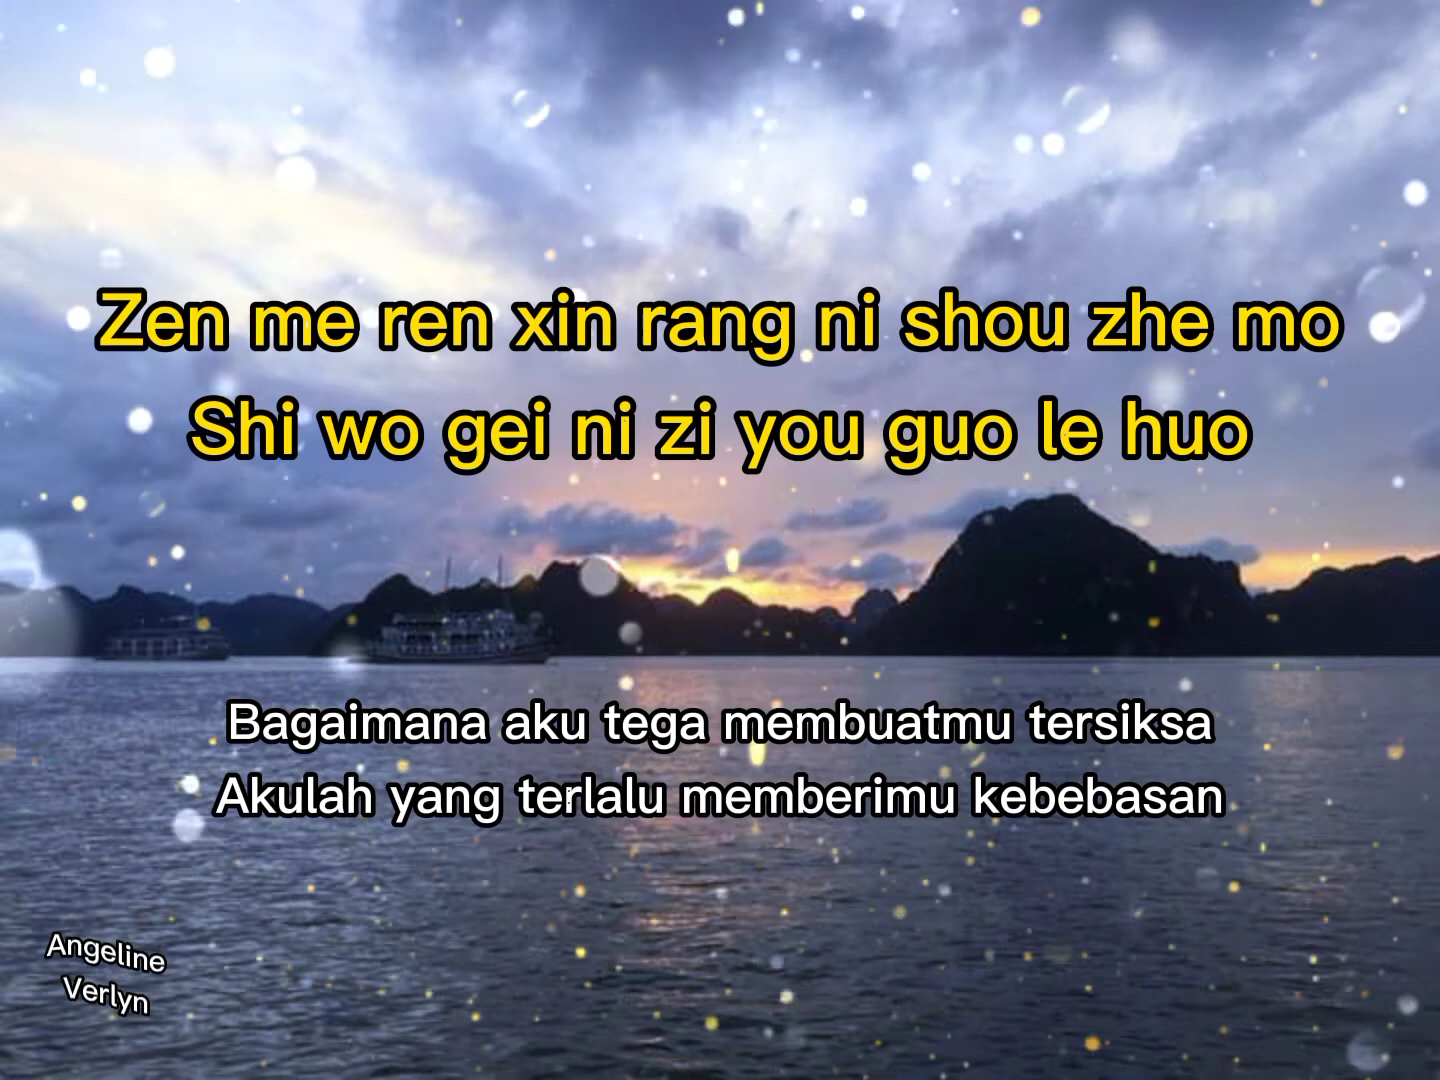 Zen me ren xin rang ni shou zhe mo
Shi wo gei ni zi you guo le huo
Bagaimana aku tega membuatmu tersiksa
Akulah yang terlalu memberimu kebebasan
Angeline
Verlyn